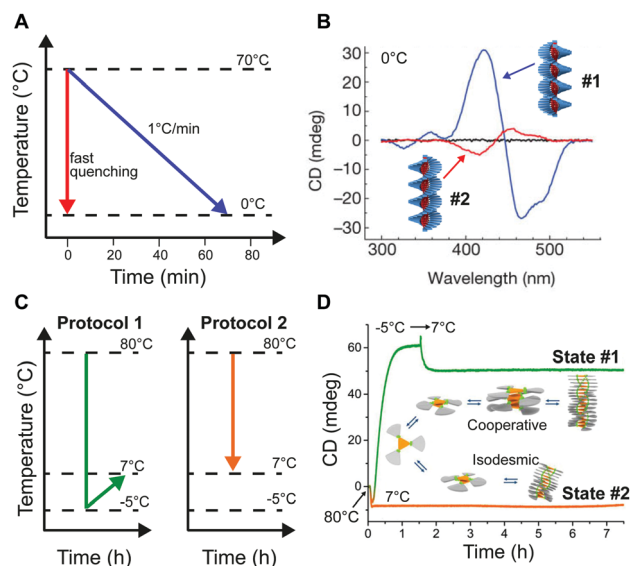 A
Temperature (°C)
70°C
fast
quenching
1°C/min
0°C
0 20 40 60 80
Time (min)
B
CD (mdeg)
30
20
10
0
−10
−20
−30
0°C
#1
#2
300 400 500
Wavelength (nm)
C
Protocol 1
Protocol 2
Temperature (°C)
80°C
7°C
-5°C
80°C
7°C
-5°C
Time (h)
Time (h)
D
CD (mdeg)
-5°C → 7°C
60
40
20
0
State #1
Cooperative
Isodesmic
State #2
80°C
7°C
0 1 2 3 4 5 6 7
Time (h)